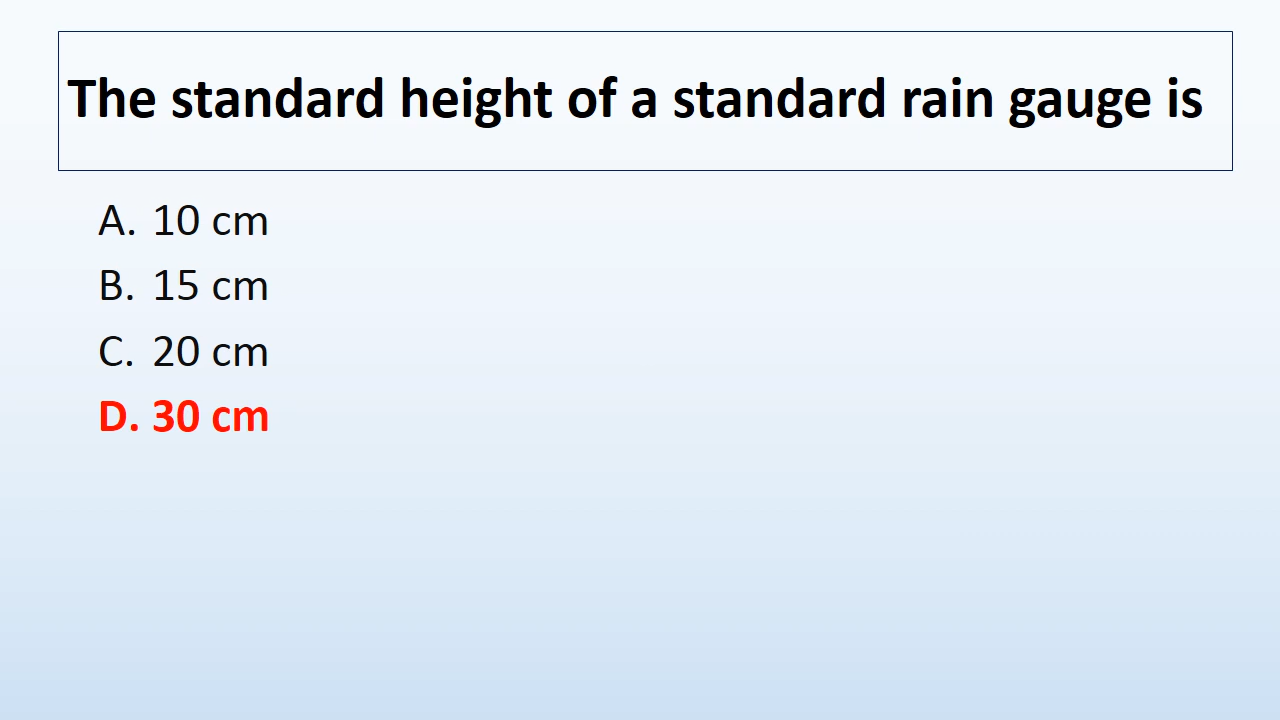 The standard height of a standard rain gauge is
A. 10 cm
B. 15 cm
C. 20 cm
D. 30 cm